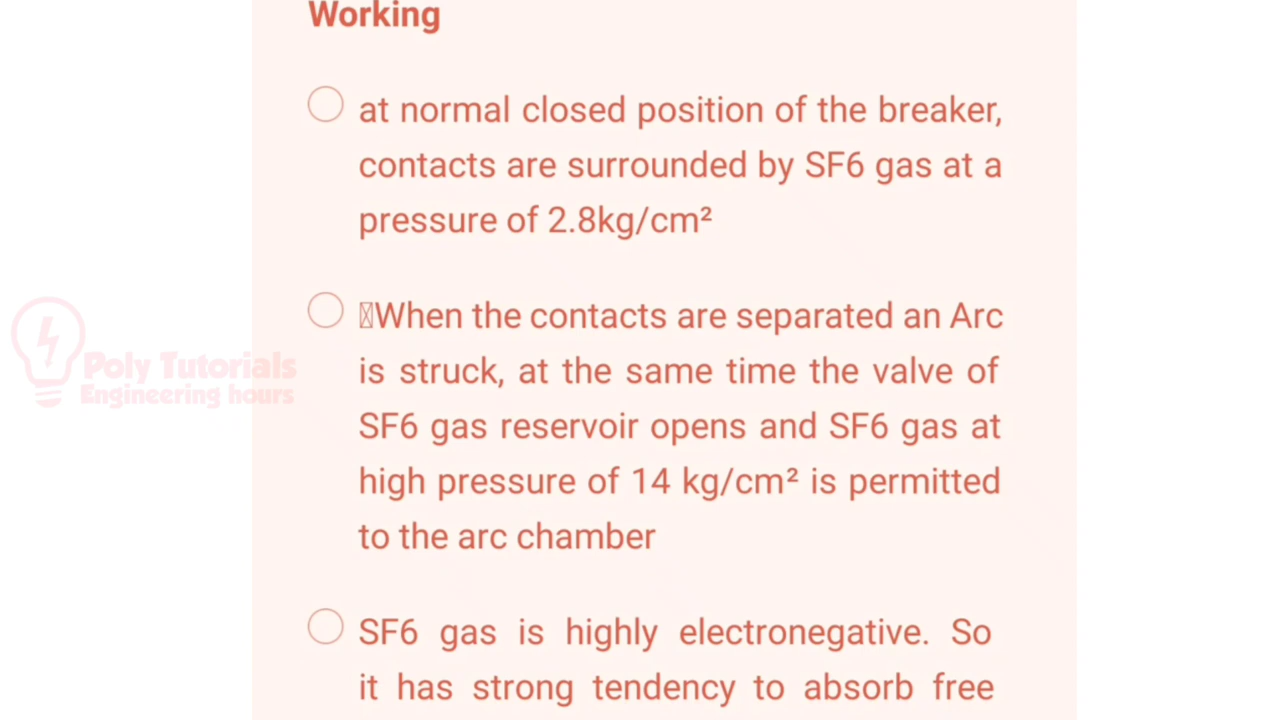 Working
at normal closed position of the breaker,
contacts are surrounded by SF6 gas at a
pressure of 2.8kg/cm²
When the contacts are separated an Arc
is struck, at the same time the valve of
SF6 gas reservoir opens and SF6 gas at
high pressure of 14 kg/cm² is permitted
to the arc chamber
SF6 gas is highly electronegative. So
it has strong tendency to absorb free
Poly Tutorials
Engineering hours